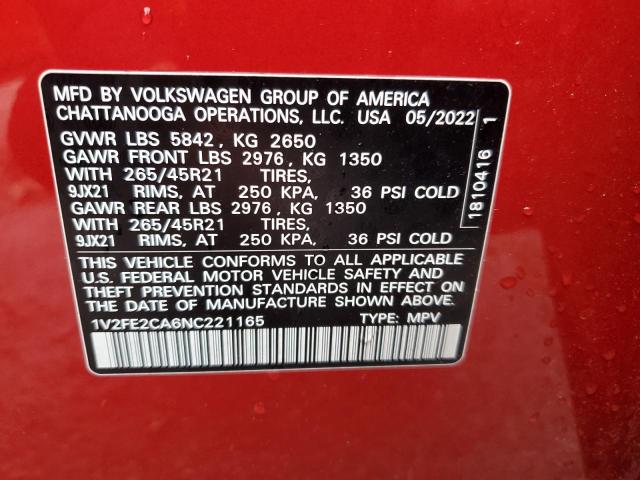 MFD BY VOLKSWAGEN GROUP OF AMERICA
CHATTANOOGA OPERATIONS, LLC. USA 05/2022
GVWR LBS 5842, KG 2650
GAWR FRONT LBS 2976, KG 1350
WITH 265/45R21 TIRES,
9JX21 RIMS, AT 250 KPA, 36 PSI COLD
GAWR REAR LBS 2976, KG 1350
WITH 265/45R21 TIRES,
9JX21 RIMS, AT 250 KPA, 36 PSI COLD
THIS VEHICLE CONFORMS TO ALL APPLICABLE
U.S. FEDERAL MOTOR VEHICLE SAFETY AND
THEFT PREVENTION STANDARDS IN EFFECT ON
THE DATE OF MANUFACTURE SHOWN ABOVE.
1V2FE2CA6NC221165 TYPE: MPV
1810416 1